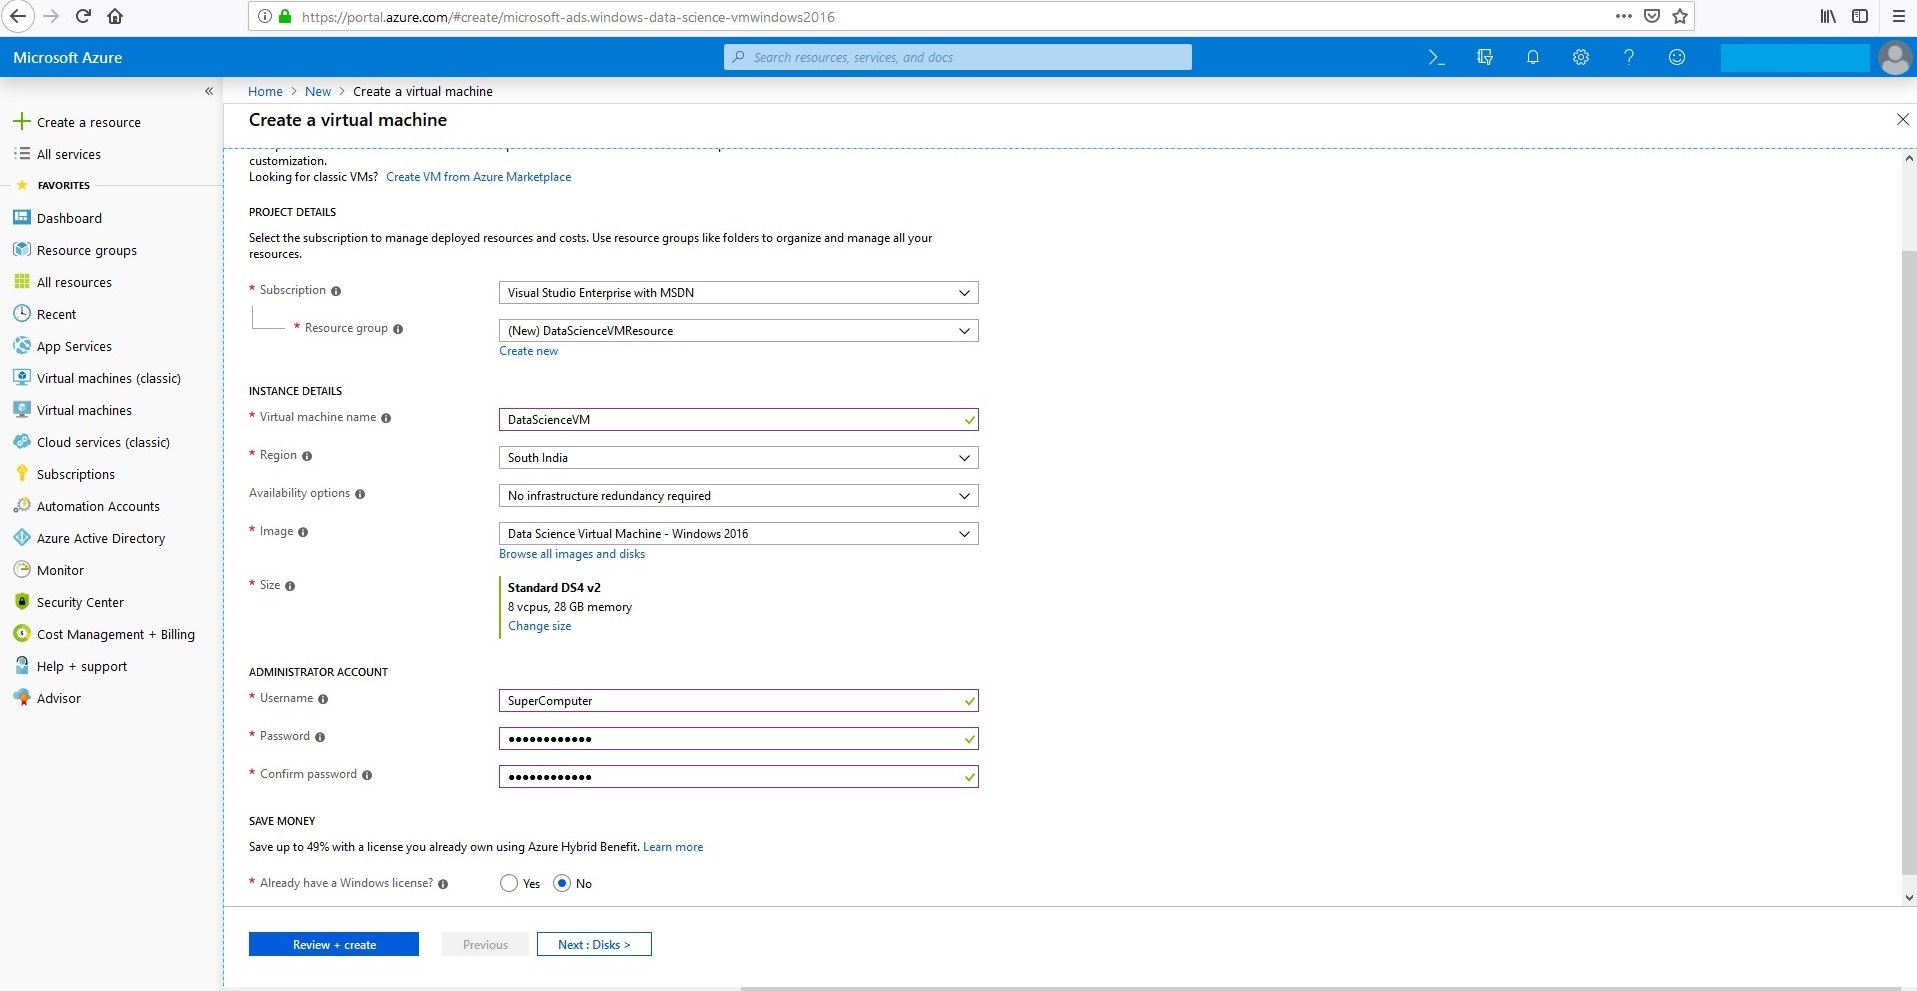 https://portal.azure.com/#create/microsoft-ads.windows-data-science-vmwindows2016
Microsoft Azure
Search resources, services, and docs
Home > New > Create a virtual machine
Create a virtual machine
Create a resource
All services
FAVORITES
Dashboard
Resource groups
All resources
Recent
App Services
Virtual machines (classic)
Virtual machines
Cloud services (classic)
Subscriptions
Automation Accounts
Azure Active Directory
Monitor
Security Center
Cost Management + Billing
Help + support
Advisor
customization.
Looking for classic VMs? Create VM from Azure Marketplace
PROJECT DETAILS
Select the subscription to manage deployed resources and costs. Use resource groups like folders to organize and manage all your
resources.
* Subscription Visual Studio Enterprise with MSDN
* Resource group (New) DataScienceVMResource
Create new
INSTANCE DETAILS
* Virtual machine name DataScienceVM
* Region South India
Availability options No infrastructure redundancy required
* Image Data Science Virtual Machine - Windows 2016
Browse all images and disks
* Size Standard DS4 v2
8 vcpus, 28 GB memory
Change size
ADMINISTRATOR ACCOUNT
* Username SuperComputer
* Password ••••••••••••
* Confirm password ••••••••••••
SAVE MONEY
Save up to 49% with a license you already own using Azure Hybrid Benefit. Learn more
* Already have a Windows license? Yes No
Review + create Previous Next : Disks >